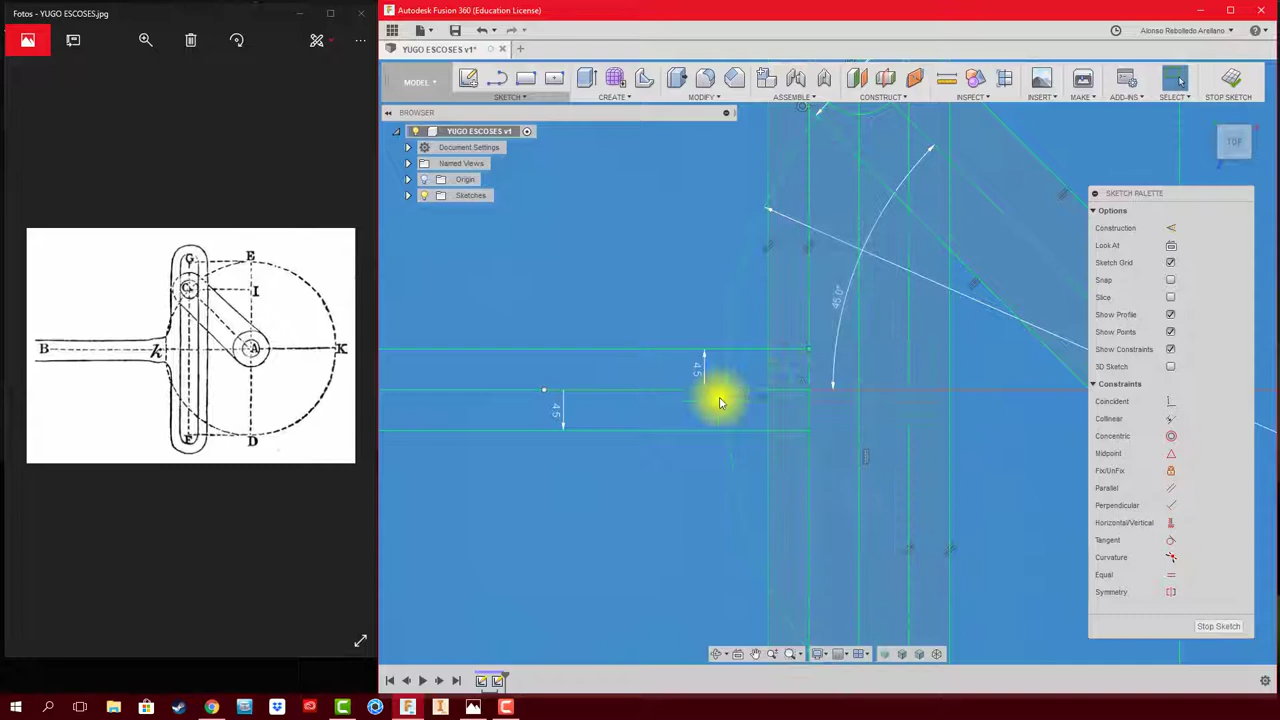 Fotos - YUGO ESCOSES.jpg
Autodesk Fusion 360 (Education License)
Alonso Rebolledo Arellano
YUGO ESCOSES v1*
MODEL
SKETCH
CREATE
MODIFY
ASSEMBLE
CONSTRUCT
INSPECT
INSERT
MAKE
ADD-INS
SELECT
STOP SKETCH
BROWSER
YUGO ESCOSES v1
Document Settings
Named Views
Origin
Sketches
TOP
SKETCH PALETTE
Options
Construction
Look At
Sketch Grid
Snap
Slice
Show Profile
Show Points
Show Constraints
3D Sketch
Constraints
Coincident
Collinear
Concentric
Midpoint
Fix/UnFix
Parallel
Perpendicular
Horizontal/Vertical
Tangent
Curvature
Equal
Symmetry
Stop Sketch
45.0°
G E
C I
B h A K
F D